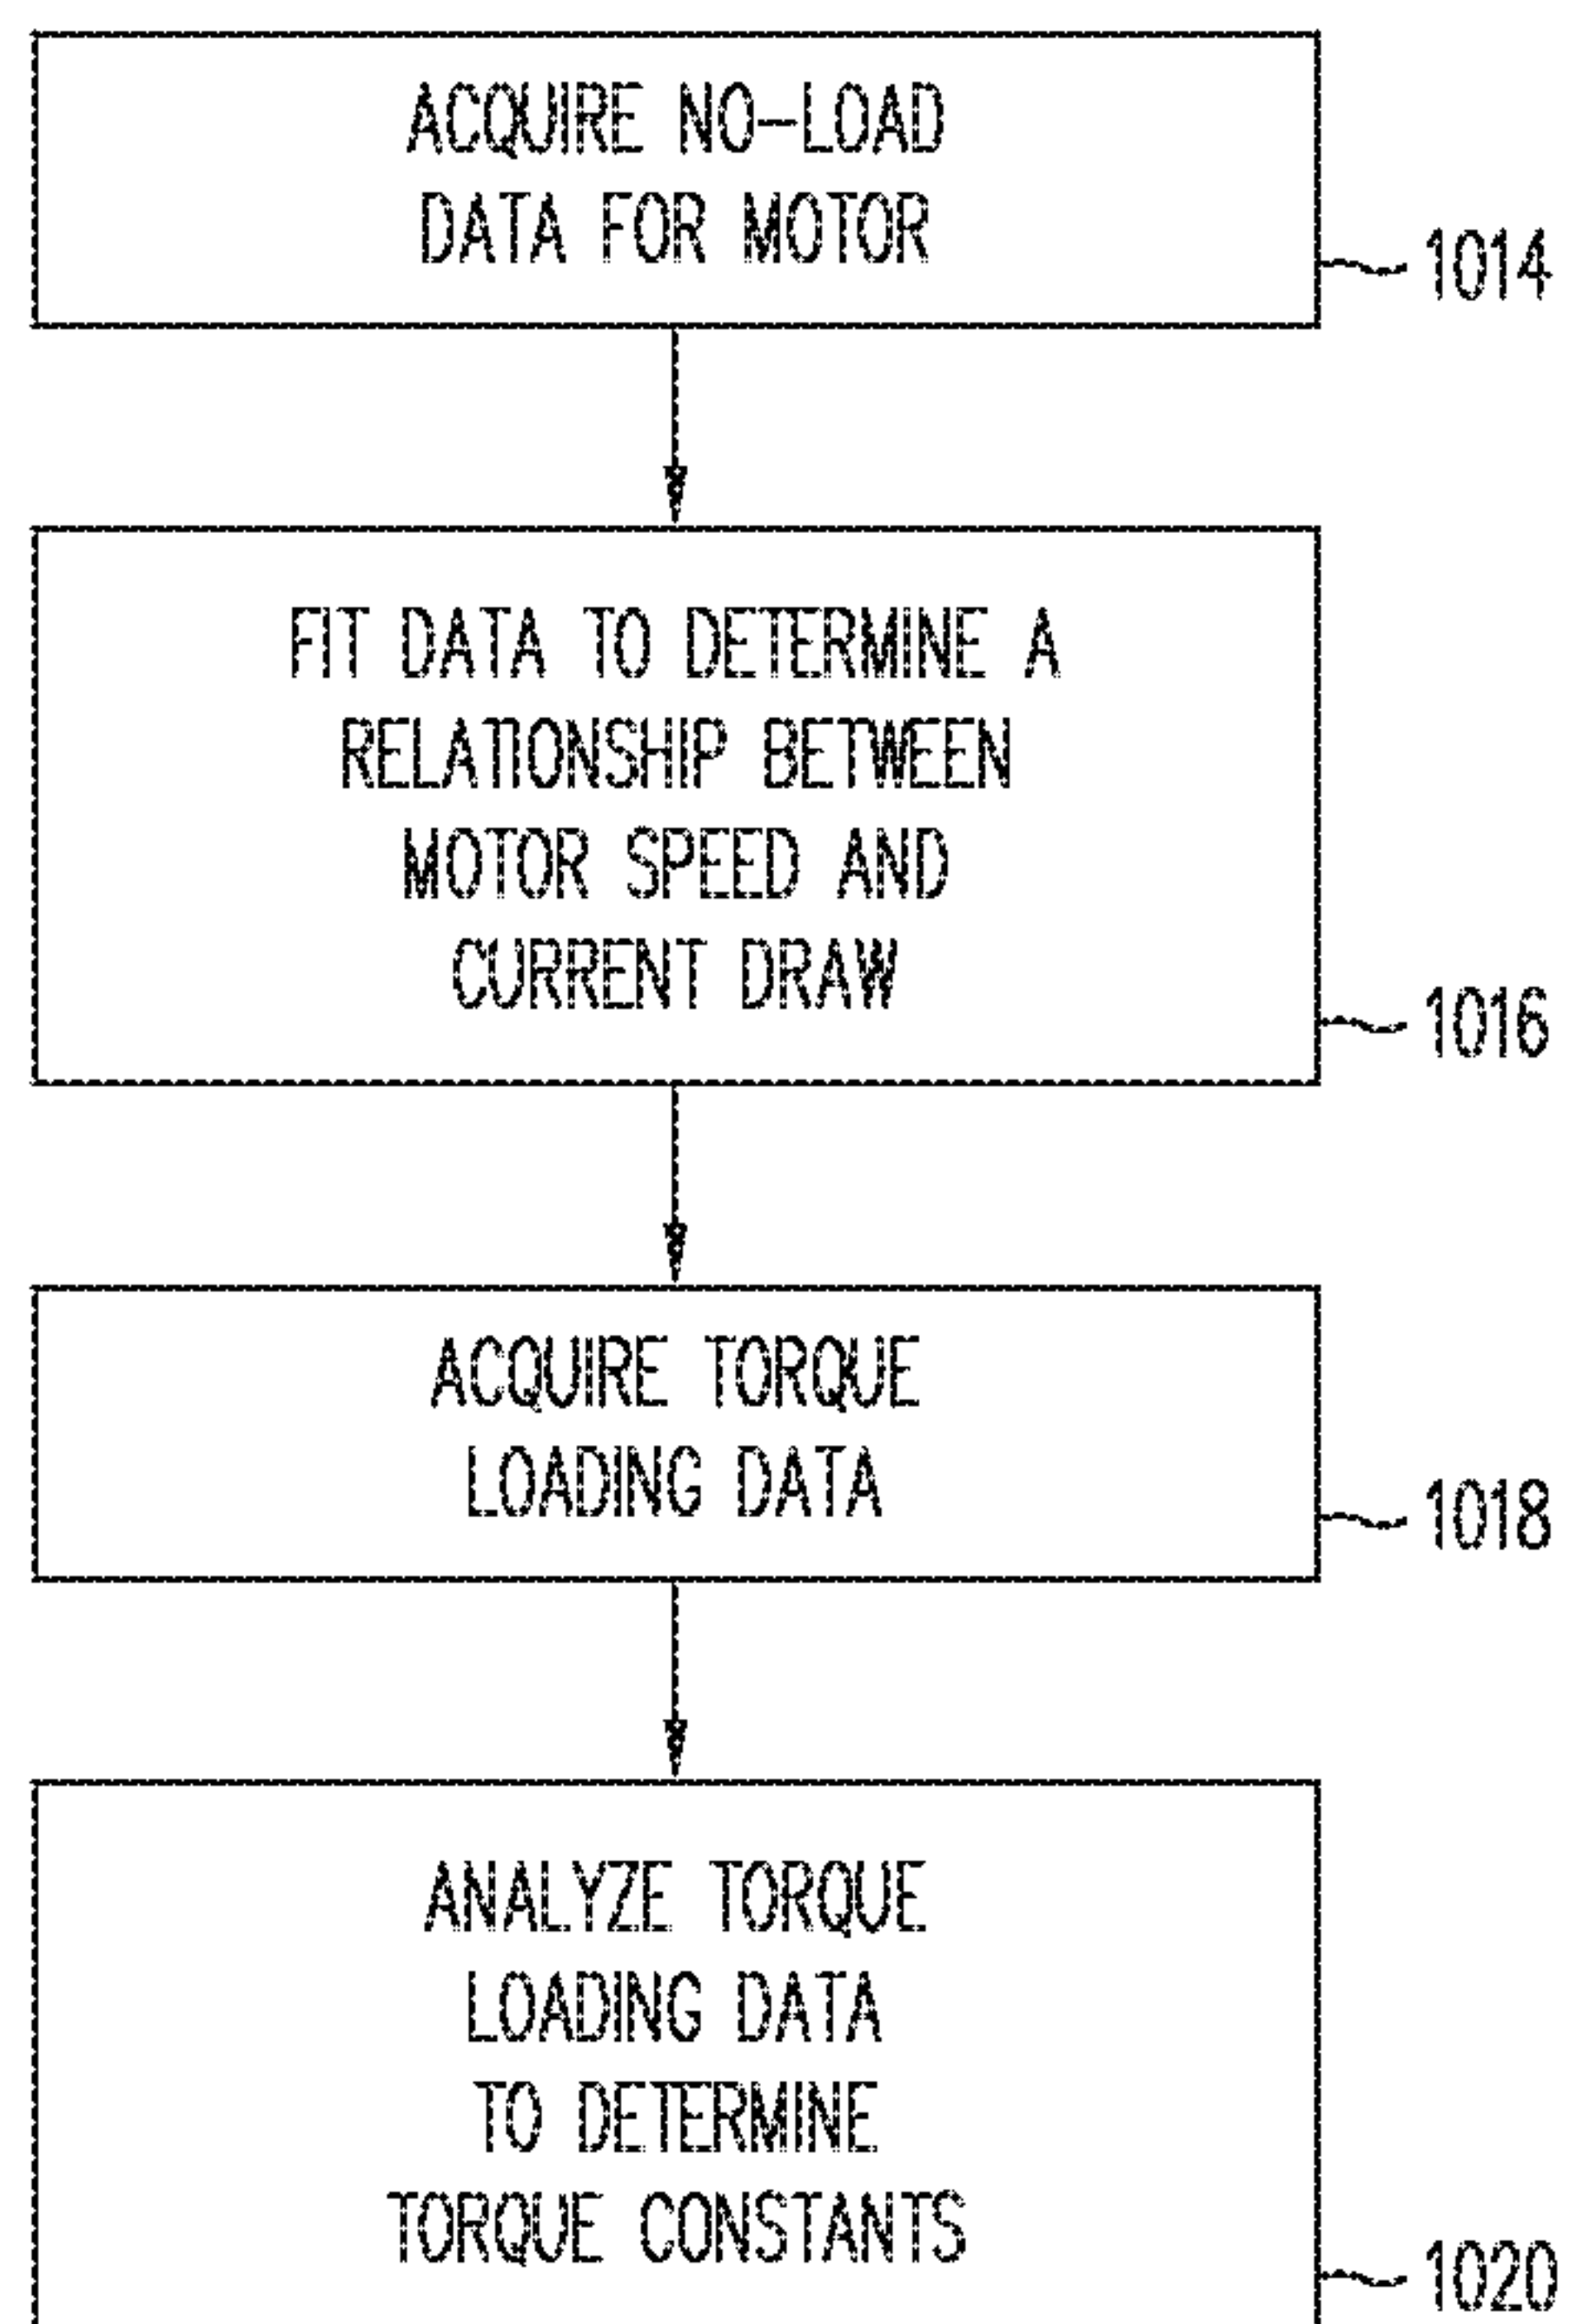 ACQUIRE NO-LOAD
DATA FOR MOTOR
1014
FIT DATA TO DETERMINE A
RELATIONSHIP BETWEEN
MOTOR SPEED AND
CURRENT DRAW
1016
ACQUIRE TORQUE
LOADING DATA
1018
ANALYZE TORQUE
LOADING DATA
TO DETERMINE
TORQUE CONSTANTS
1020